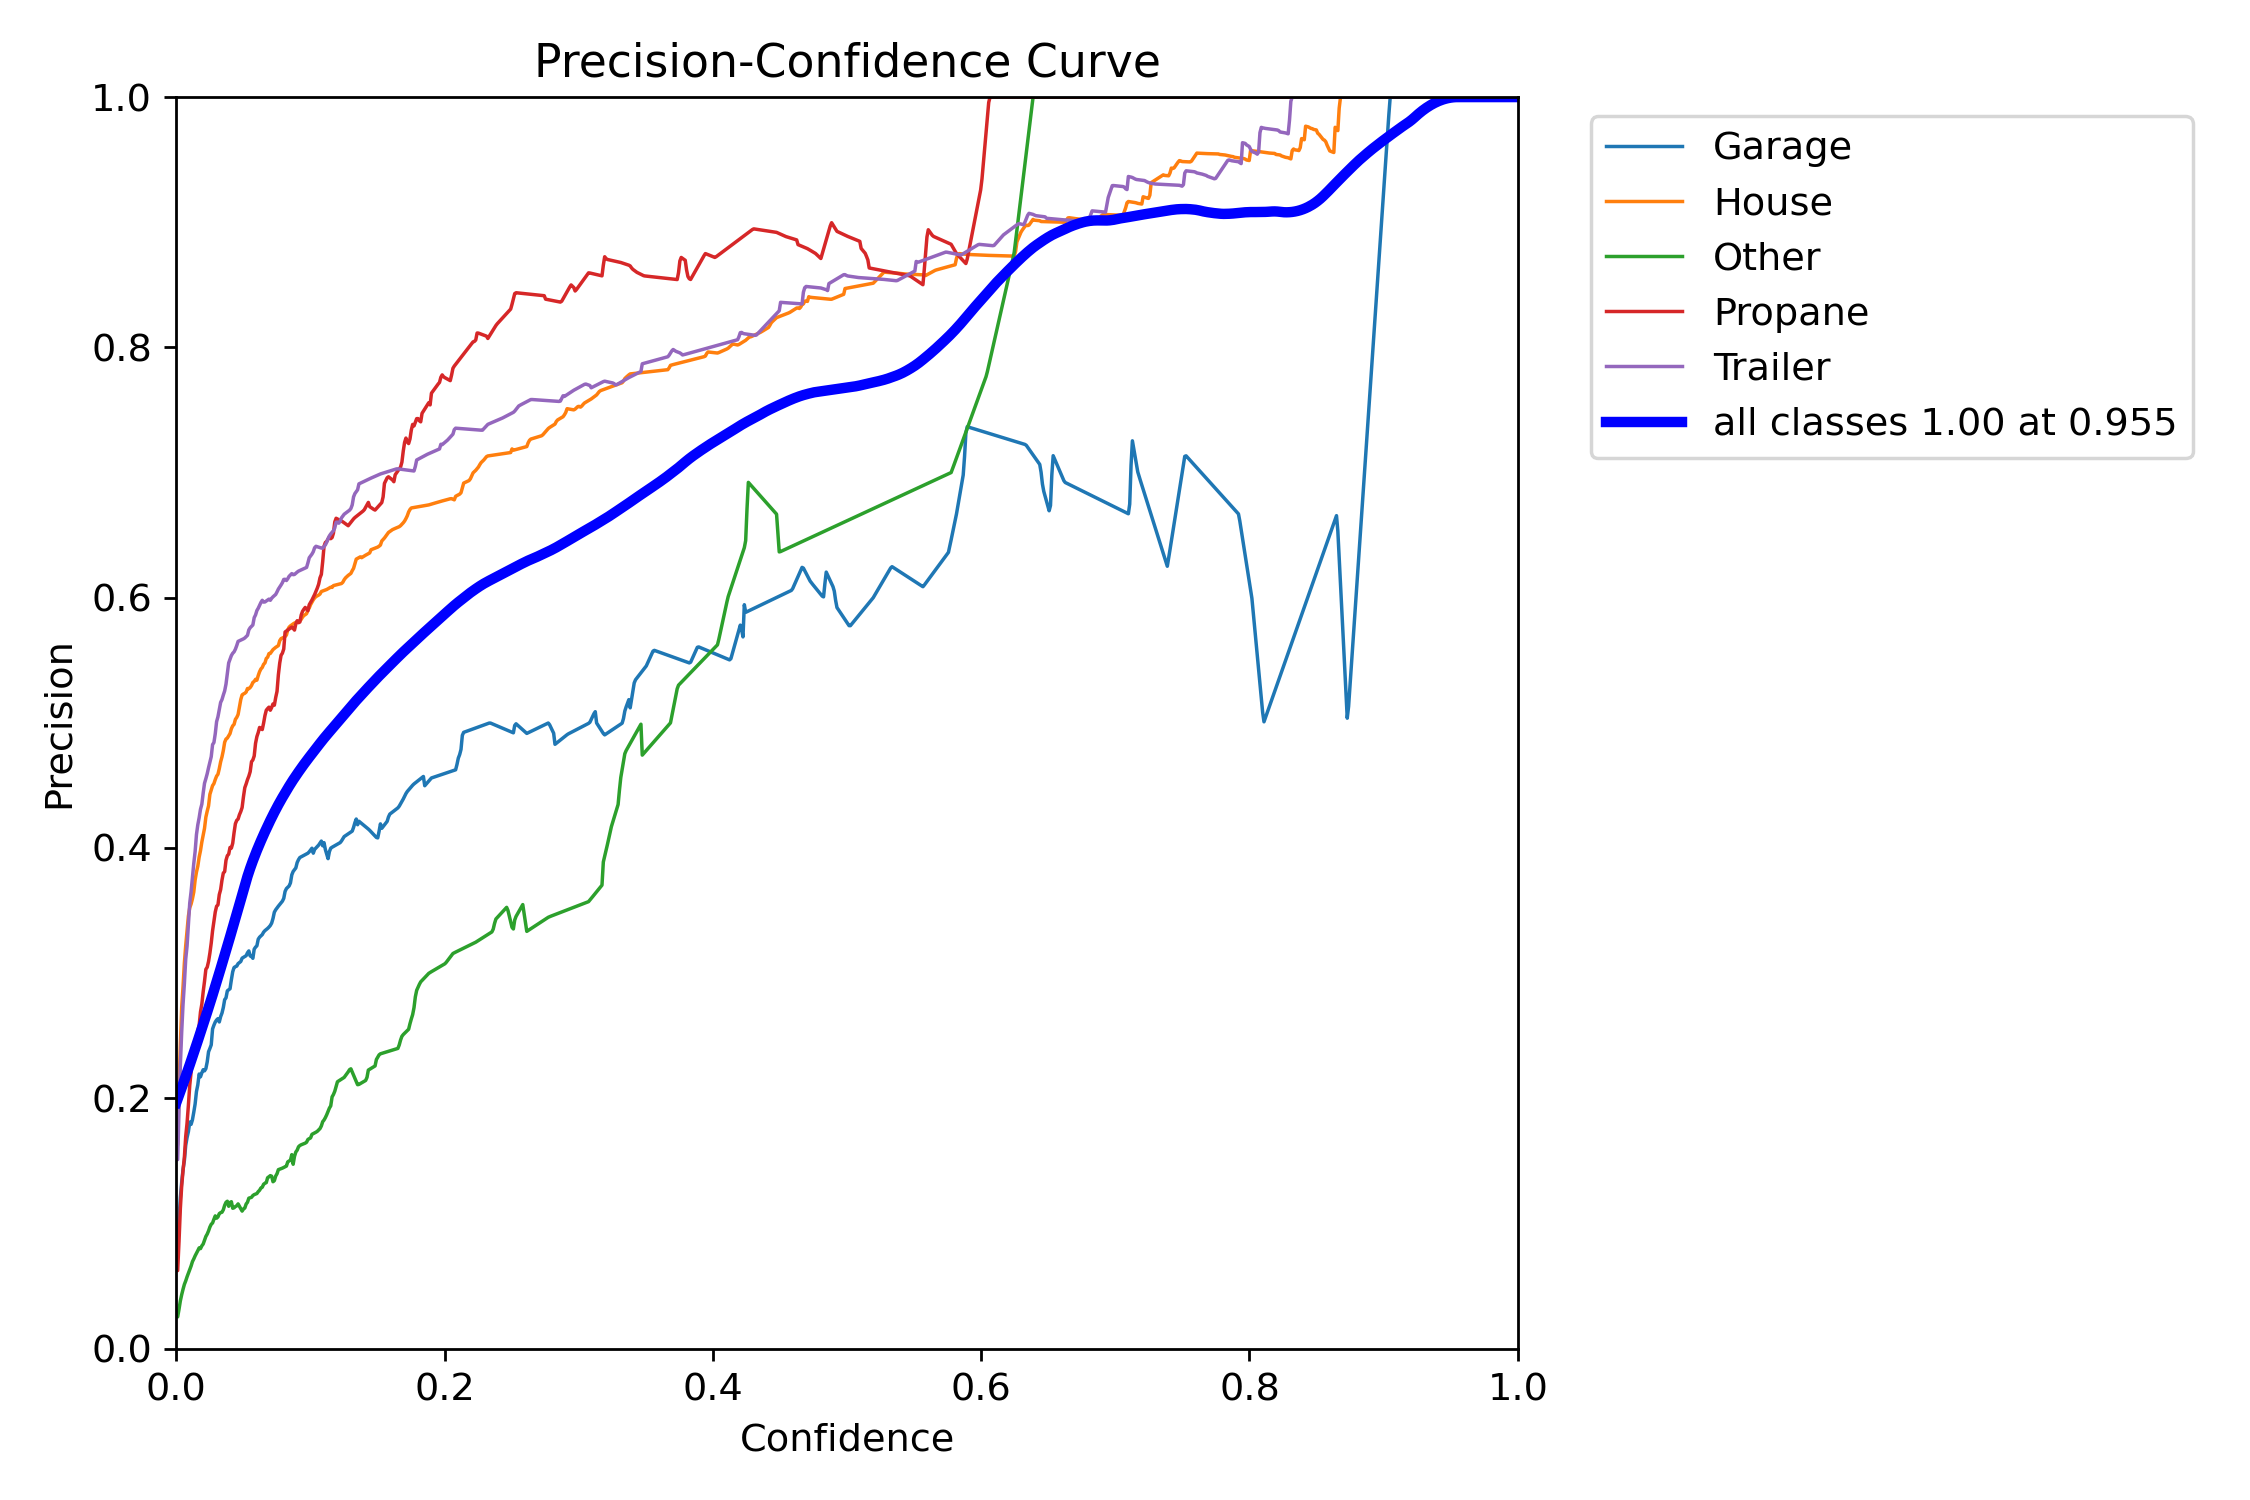 Precision-Confidence Curve
1.0
0.8
0.6
0.4
0.2
0.0
Precision
0.0 0.2 0.4 0.6 0.8 1.0
Confidence
Garage
House
Other
Propane
Trailer
all classes 1.00 at 0.955